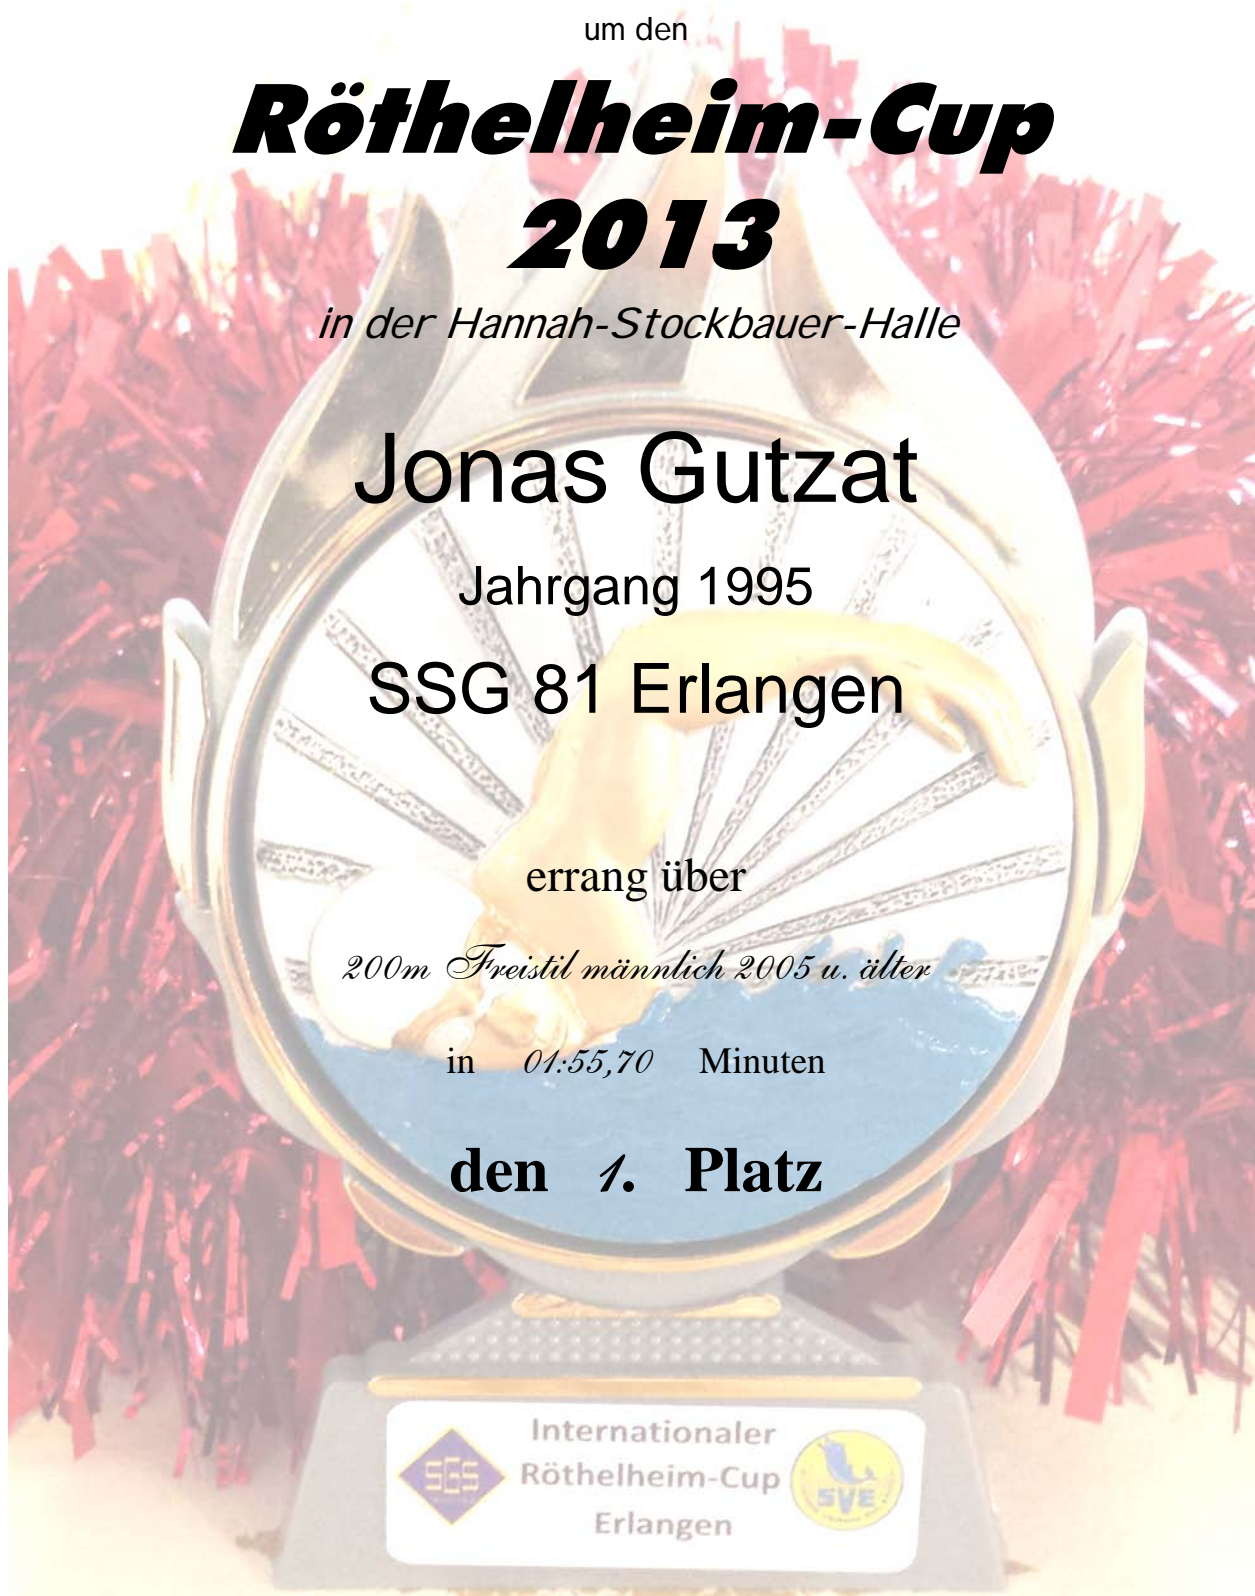 um den
Röthelheim-Cup
2013
in der Hannah-Stockbauer-Halle
Jonas Gutzat
Jahrgang 1995
SSG 81 Erlangen
errang über
200m Freistil männlich 2005 u. älter
in 01:55,70 Minuten
den 1. Platz
Internationaler
SGS Röthelheim-Cup SVE
Erlangen